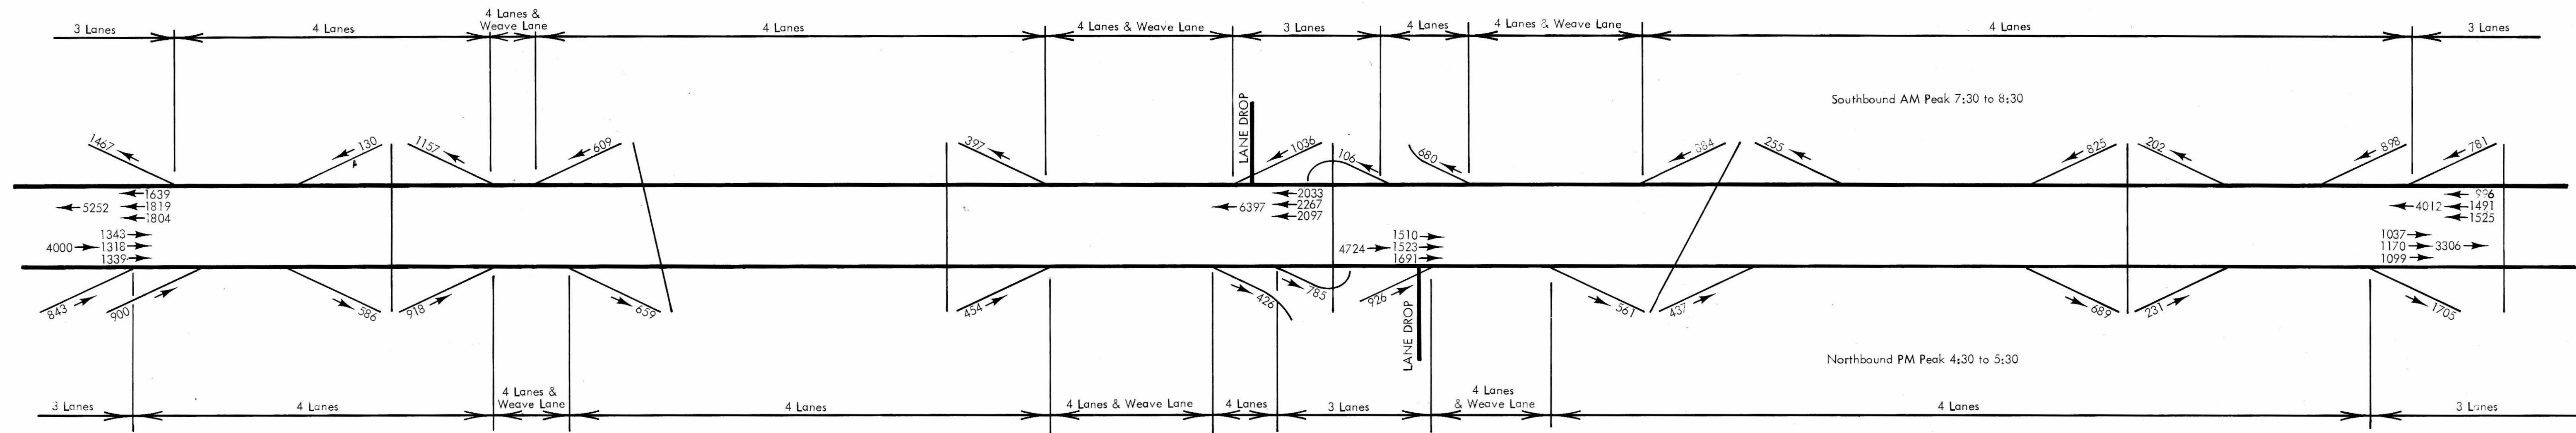 4 Lanes &
Weave Lane
3 Lanes
4 Lanes
4 Lanes
4 Lanes & Weave Lane
3 Lanes
4 Lanes
4 Lanes & Weave Lane
4 Lanes
3 Lanes
Southbound AM Peak 7:30 to 8:30
LANE DROP
1467
130
1157
609
397
1036
106
680
255
825
202
898
781
1639
5252
1819
1804
2033
6397
2267
2097
996
4012
1491
1525
1343
4000
1318
1339
1510
4724
1523
1691
1037
1170
3306
1099
843
900
586
918
659
454
426
785
926
561
437
689
231
1705
LANE DROP
Northbound PM Peak 4:30 to 5:30
3 Lanes
4 Lanes
4 Lanes &
Weave Lane
4 Lanes
4 Lanes & Weave Lane
4 Lanes
3 Lanes
4 Lanes
& Weave Lane
4 Lanes
3 Lanes